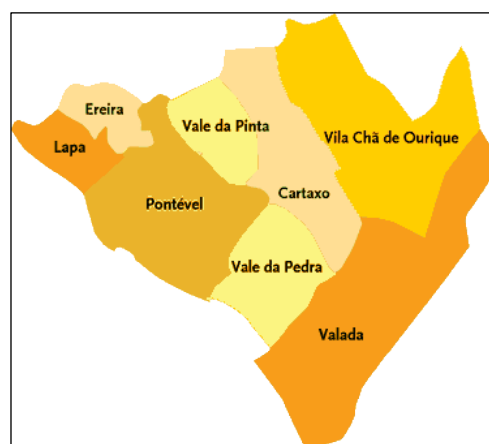 Ereira
Vale da Pinta
Vila Chã de Ourique
Lapa
Cartaxo
Pontével
Vale da Pedra
Valada